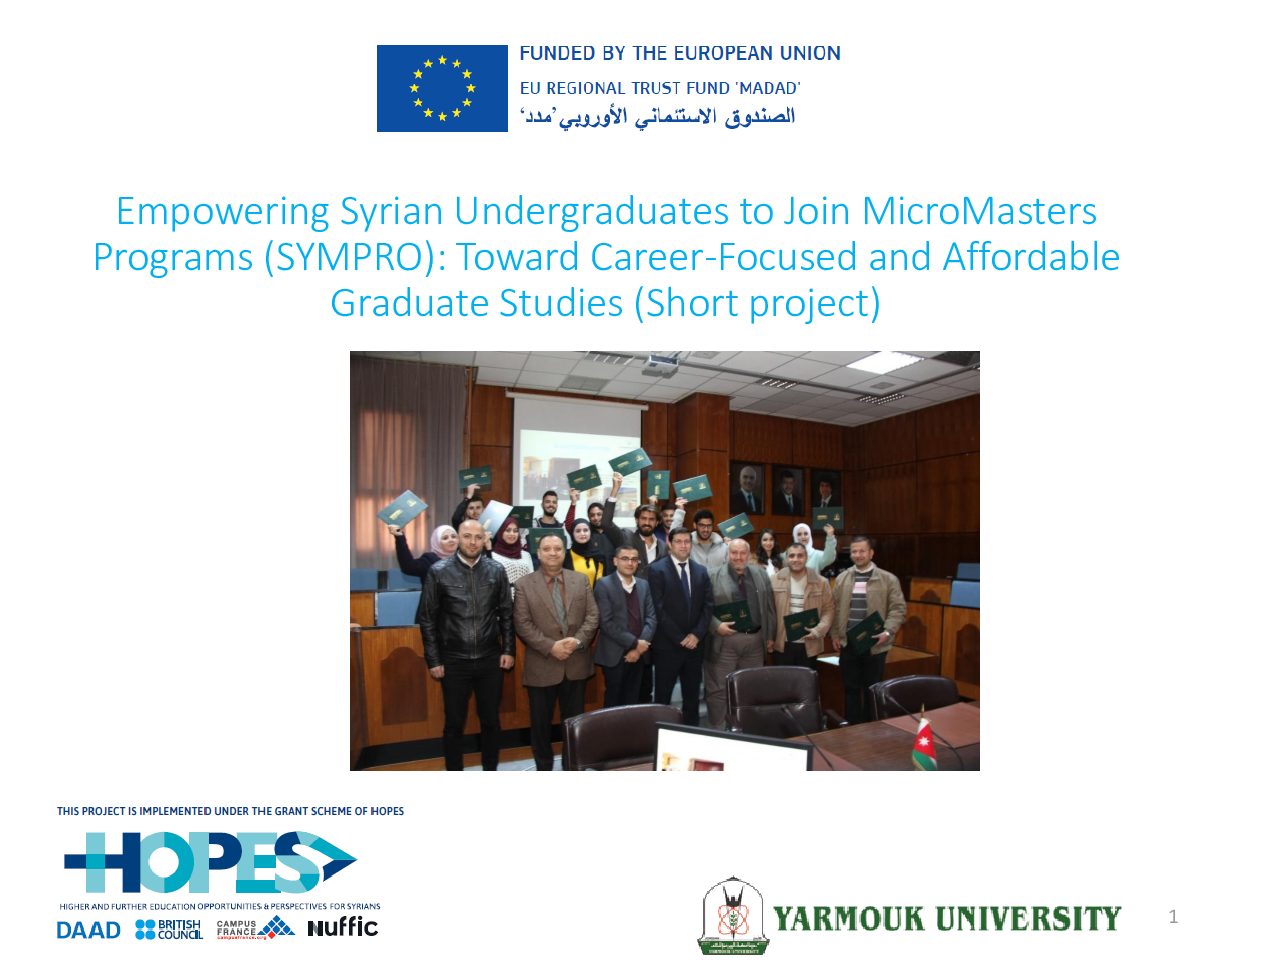 FUNDED BY THE EUROPEAN UNION
EU REGIONAL TRUST FUND 'MADAD'
الصندوق الاستئماني الأوروبي 'مدد'
Empowering Syrian Undergraduates to Join MicroMasters
Programs (SYMPRO): Toward Career-Focused and Affordable
Graduate Studies (Short project)
THIS PROJECT IS IMPLEMENTED UNDER THE GRANT SCHEME OF HOPES
HOPES
HIGHER AND FURTHER EDUCATION OPPORTUNITIES & PERSPECTIVES FOR SYRIANS
DAAD
BRITISH
COUNCIL
CAMPUS
FRANCE
campusfrance.org
Nuffic
YARMOUK UNIVERSITY
1